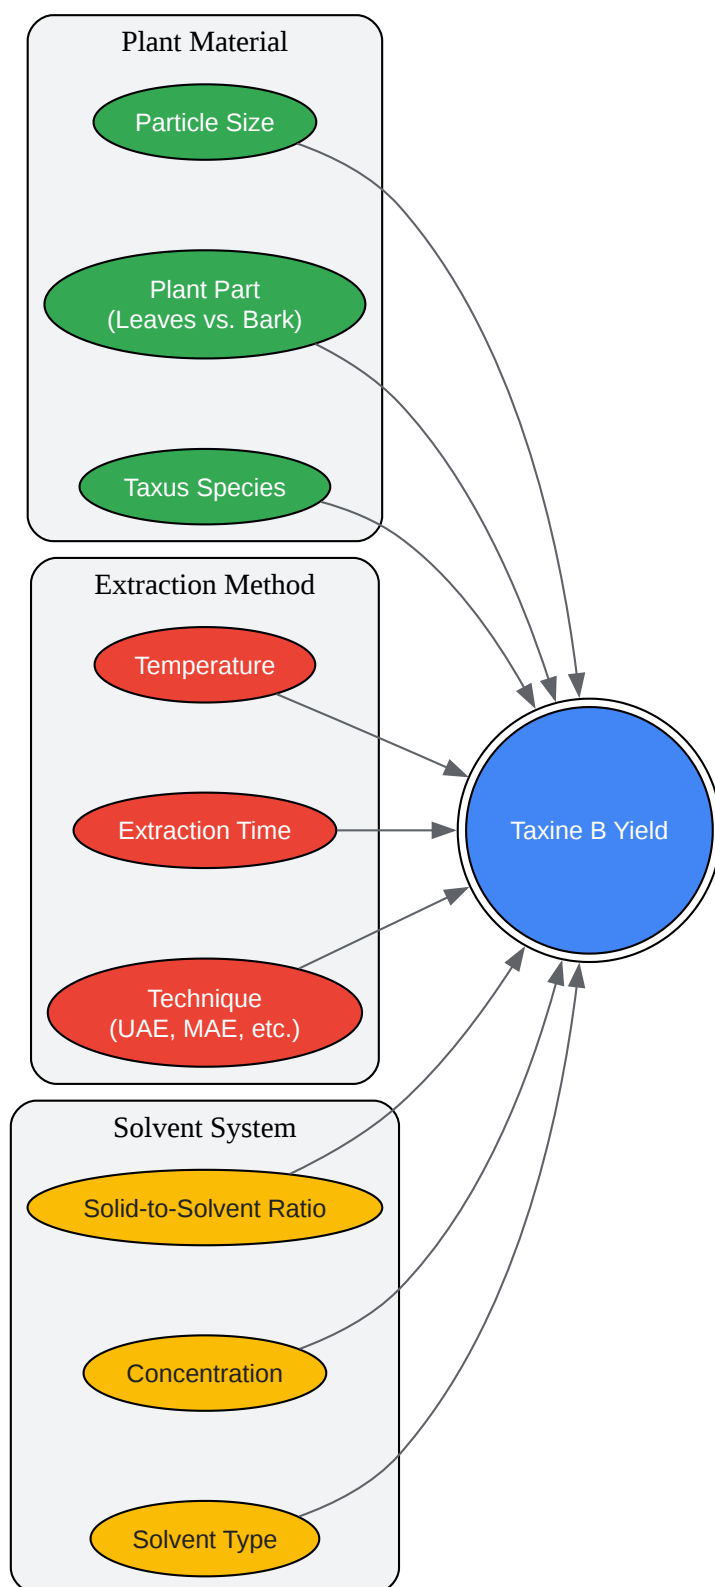 Plant Material
Particle Size
Plant Part
(Leaves vs. Bark)
Taxus Species
Extraction Method
Temperature
Extraction Time
Technique
(UAE, MAE, etc.)
Taxine B Yield
Solvent System
Solid-to-Solvent Ratio
Concentration
Solvent Type